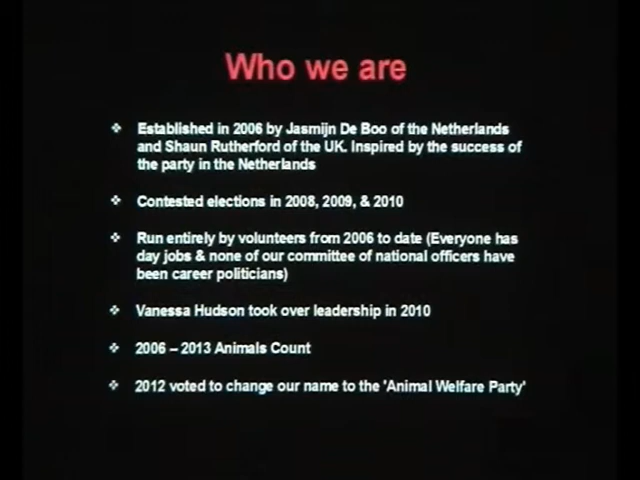 Who we are
❖ Established in 2006 by Jasmijn De Boo of the Netherlands
and Shaun Rutherford of the UK. Inspired by the success of
the party in the Netherlands
❖ Contested elections in 2008, 2009, & 2010
❖ Run entirely by volunteers from 2006 to date (Everyone has
day jobs & none of our committee of national officers have
been career politicians)
❖ Vanessa Hudson took over leadership in 2010
❖ 2006 – 2013 Animals Count
❖ 2012 voted to change our name to the 'Animal Welfare Party'